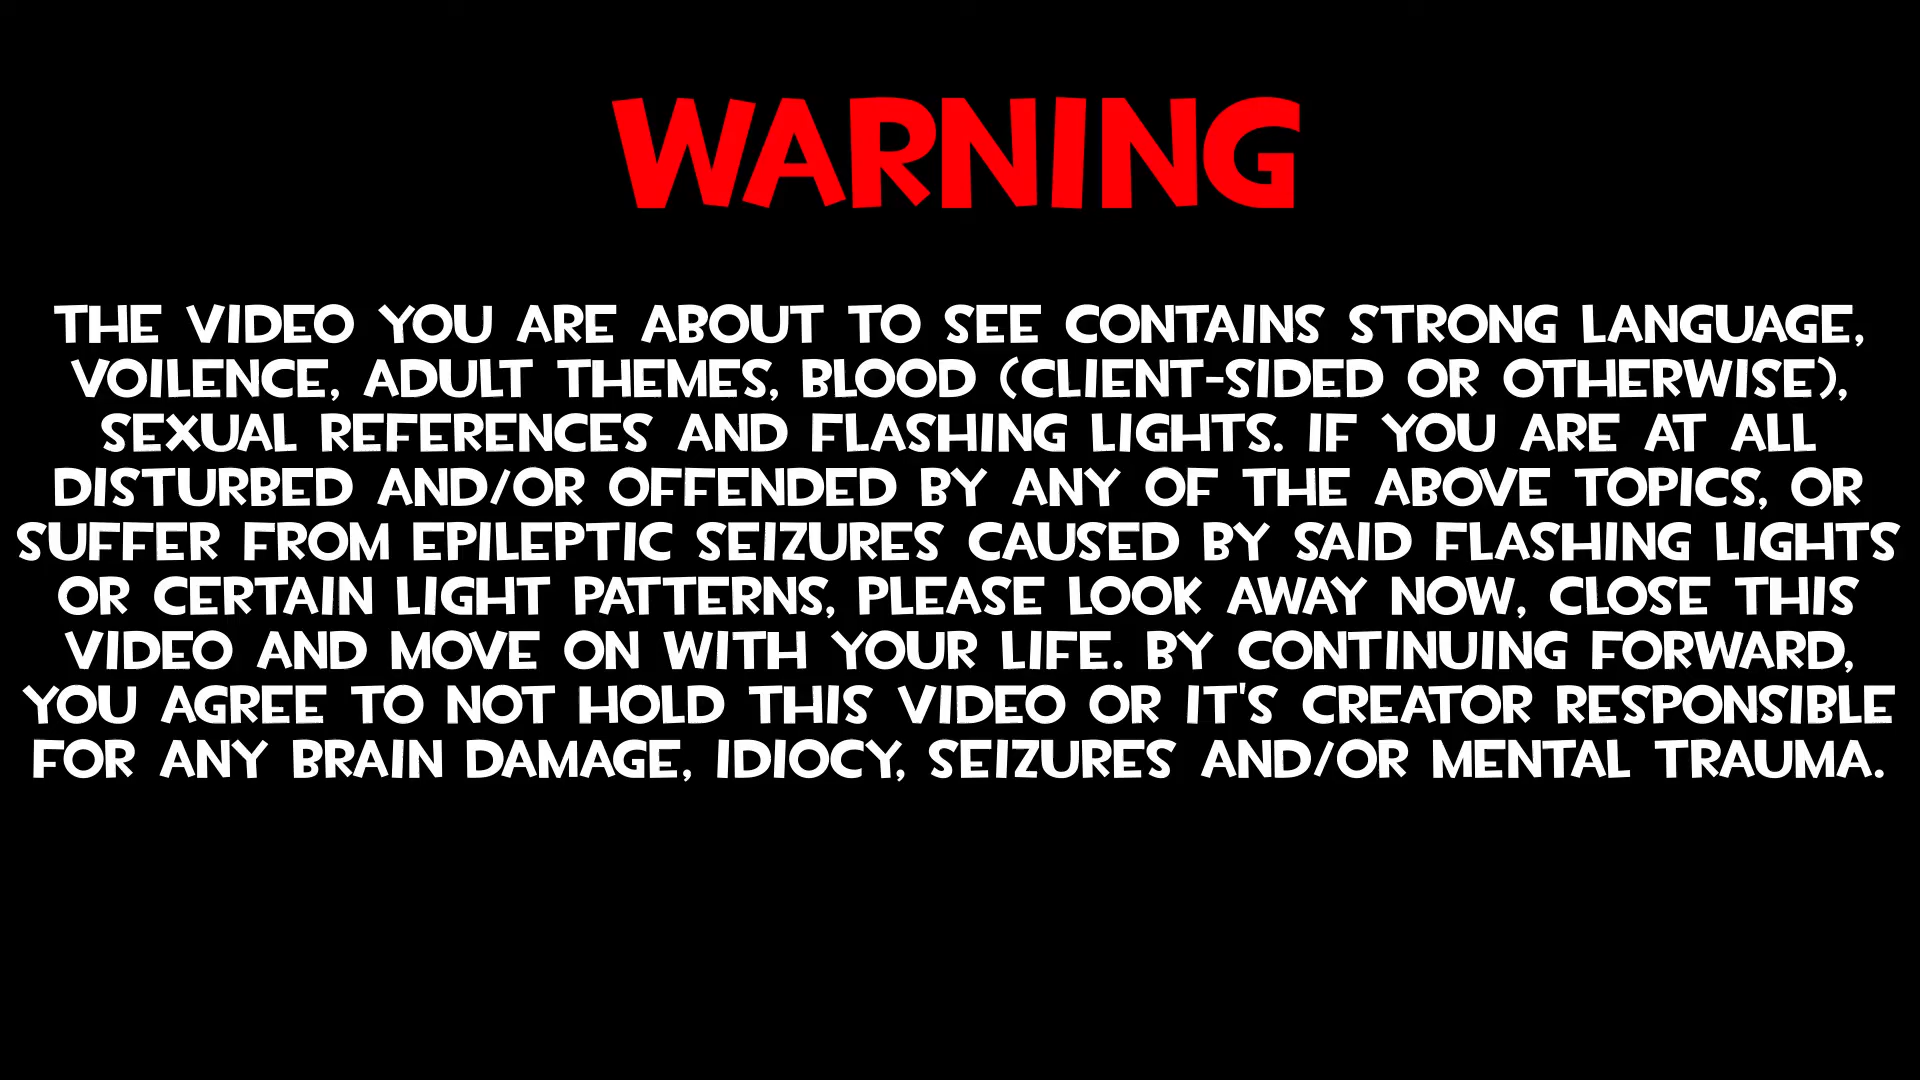 WARNING
THE VIDEO YOU ARE ABOUT TO SEE CONTAINS STRONG LANGUAGE,
VOILENCE, ADULT THEMES, BLOOD (CLIENT-SIDED OR OTHERWISE),
SEXUAL REFERENCES AND FLASHING LIGHTS. IF YOU ARE AT ALL
DISTURBED AND/OR OFFENDED BY ANY OF THE ABOVE TOPICS, OR
SUFFER FROM EPILEPTIC SEIZURES CAUSED BY SAID FLASHING LIGHTS
OR CERTAIN LIGHT PATTERNS, PLEASE LOOK AWAY NOW, CLOSE THIS
VIDEO AND MOVE ON WITH YOUR LIFE. BY CONTINUING FORWARD,
YOU AGREE TO NOT HOLD THIS VIDEO OR IT'S CREATOR RESPONSIBLE
FOR ANY BRAIN DAMAGE, IDIOCY, SEIZURES AND/OR MENTAL TRAUMA.